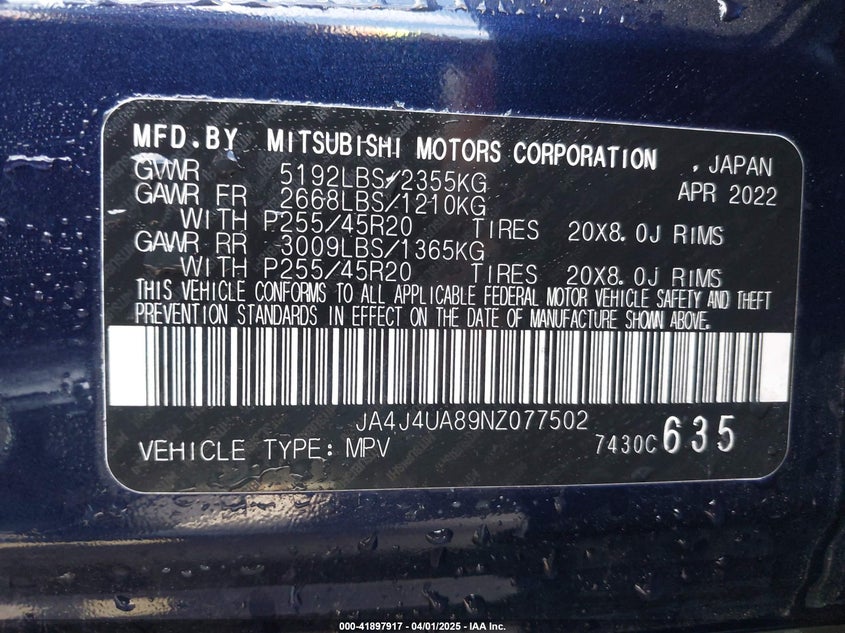 MFD.BY MITSUBISHI MOTORS CORPORATION , JAPAN
GVWR 5192LBS/2355KG APR 2022
GAWR FR 2668LBS/1210KG
WITH P255/45R20 TIRES 20X8.0J RIMS
GAWR RR 3009LBS/1365KG
WITH P255/45R20 TIRES 20X8.0J RIMS
THIS VEHICLE CONFORMS TO ALL APPLICABLE FEDERAL MOTOR VEHICLE SAFETY AND THEFT
PREVENTION STANDARDS IN EFFECT ON THE DATE OF MANUFACTURE SHOWN ABOVE.
JA4J4UA89NZ077502
VEHICLE TYPE: MPV 7430C 635
000-41897917 - 04/01/2025 - IAA Inc.